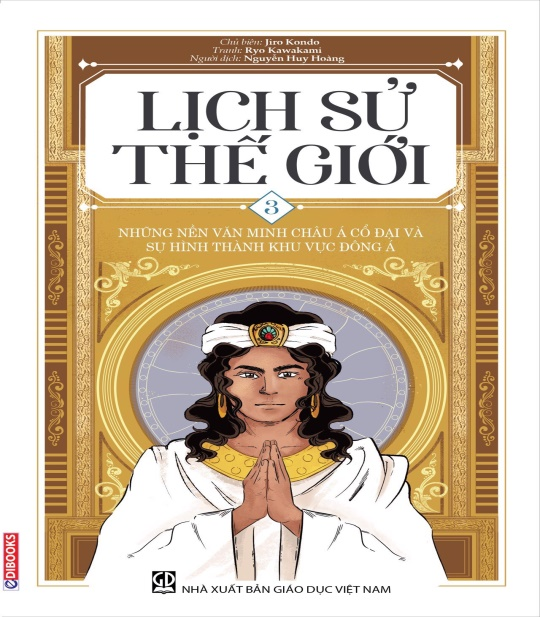 Chủ biên: Jiro Kondo
Tranh: Ryo Kawakami
Người dịch: Nguyễn Huy Hoàng
LỊCH SỬ
THẾ GIỚI
3
NHỮNG NỀN VĂN MINH CHÂU Á CỔ ĐẠI VÀ
SỰ HÌNH THÀNH KHU VỰC ĐÔNG Á
EDIBOOKS
GD
NHÀ XUẤT BẢN GIÁO DỤC VIỆT NAM